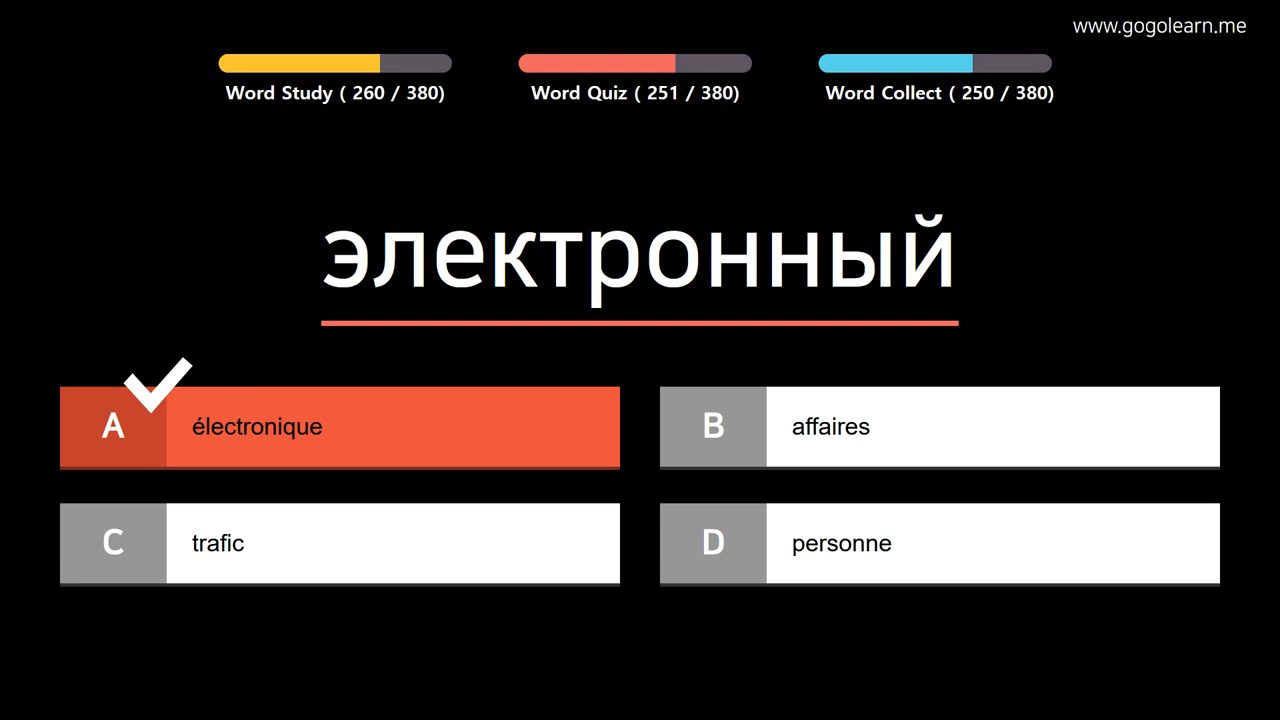 www.gogolearn.me
Word Study ( 260 / 380)
Word Quiz ( 251 / 380)
Word Collect ( 250 / 380)
электронный
A
électronique
B
affaires
C
trafic
D
personne